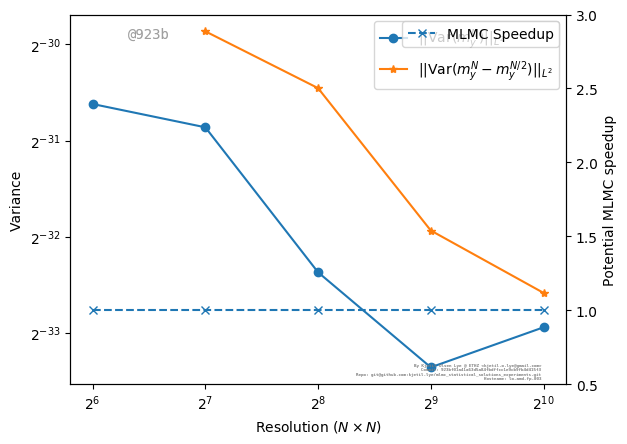 @923b
MLMC Speedup
||Var(m_y^N − m_y^{N/2})||_{L^2}
2^{-30}
2^{-31}
2^{-32}
2^{-33}
Variance
3.0
2.5
2.0
1.5
1.0
0.5
Potential MLMC speedup
2^6
2^7
2^8
2^9
2^{10}
Resolution (N × N)